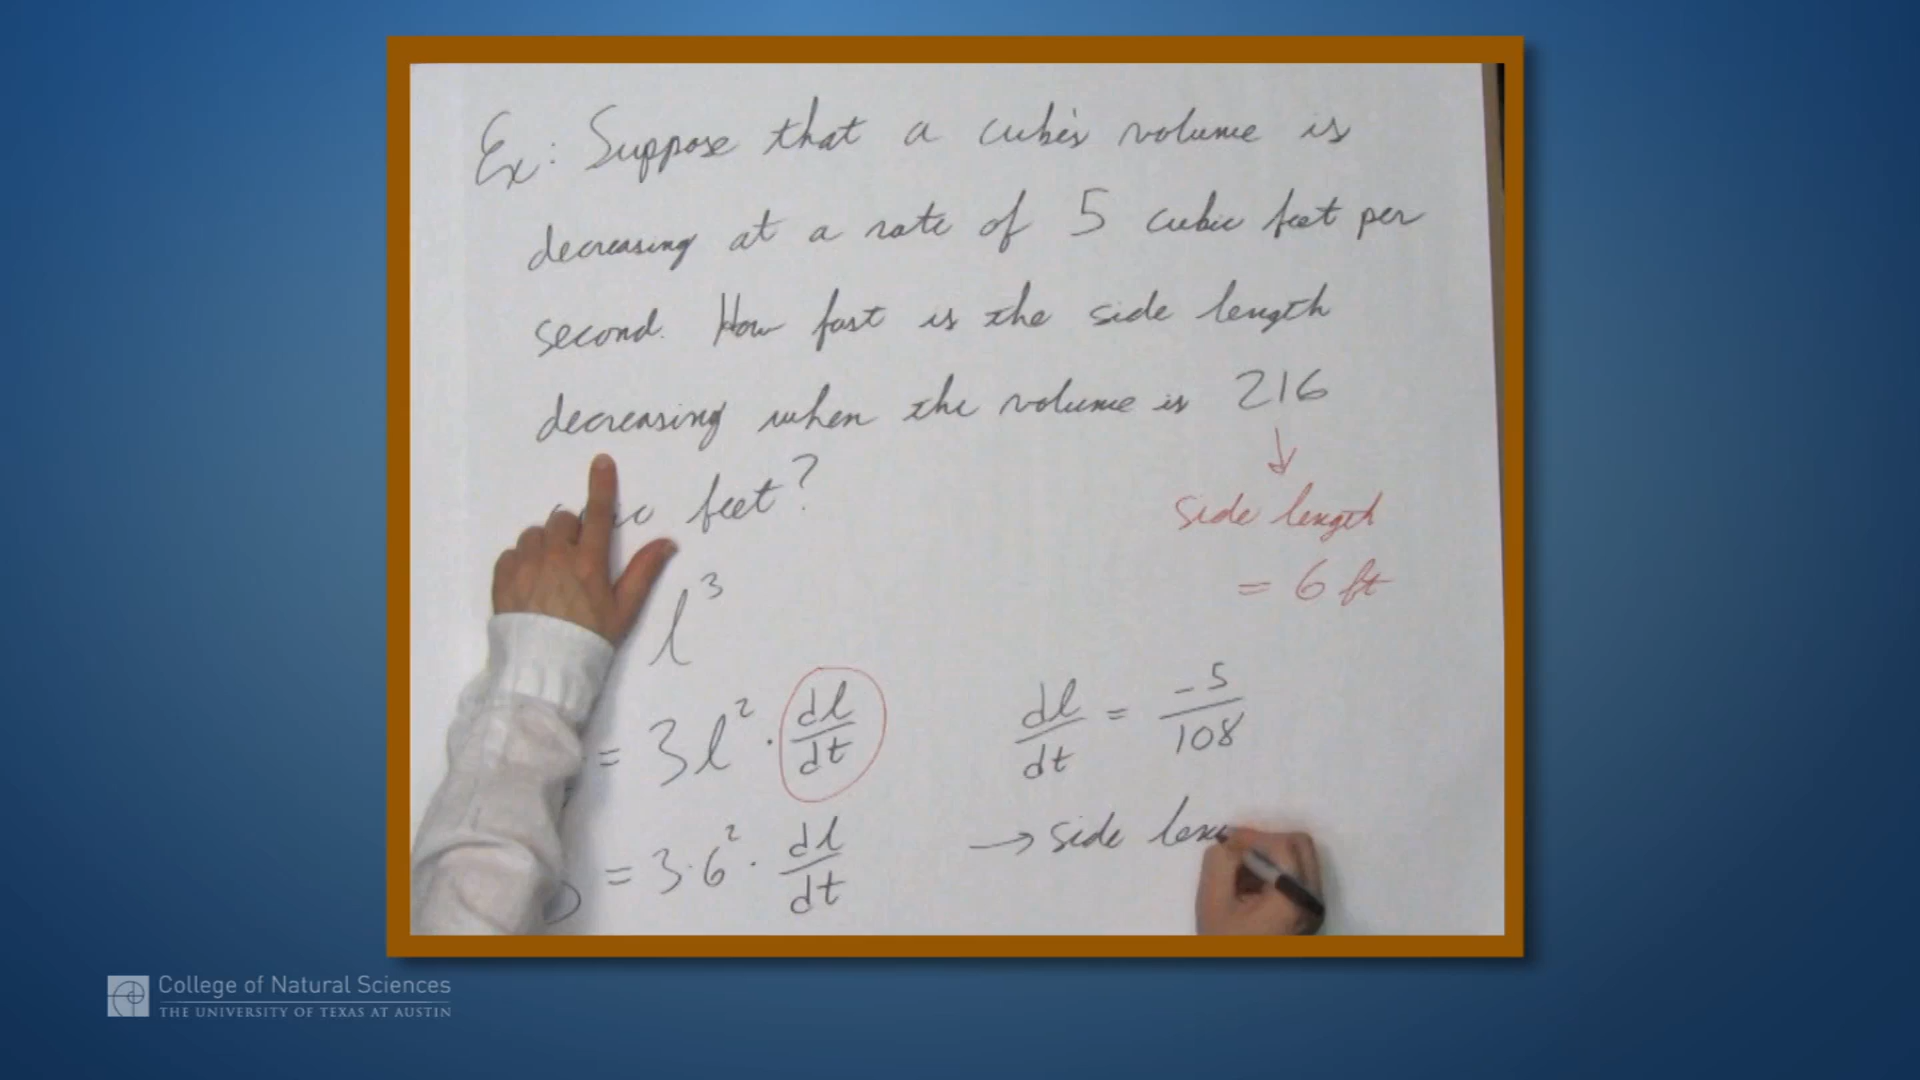 Ex: Suppose that a cube's volume is
decreasing at a rate of 5 cubic feet per
second. How fast is the side length
decreasing when the volume is 216
feet?
↓
side length
= 6 ft
l³
= 3l² · dl/dt
dl/dt = -5/108
= 3·6² · dl/dt
→ side
College of Natural Sciences
THE UNIVERSITY OF TEXAS AT AUSTIN